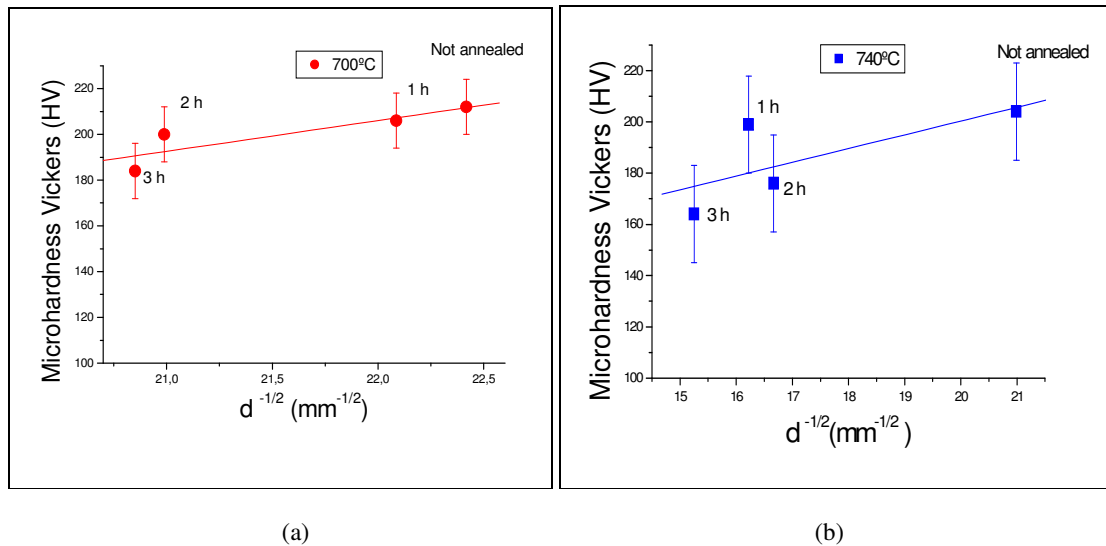 Not annealed
700ºC
1 h
2 h
3 h
220
200
180
160
140
120
100
21,0
21,5
22,0
22,5
Microhardness Vickers (HV)
d -1/2 (mm-1/2)
(a)
Not annealed
740ºC
1 h
2 h
3 h
220
200
180
160
140
120
100
15
16
17
18
19
20
21
Microhardness Vickers (HV)
d -1/2(mm-1/2 )
(b)